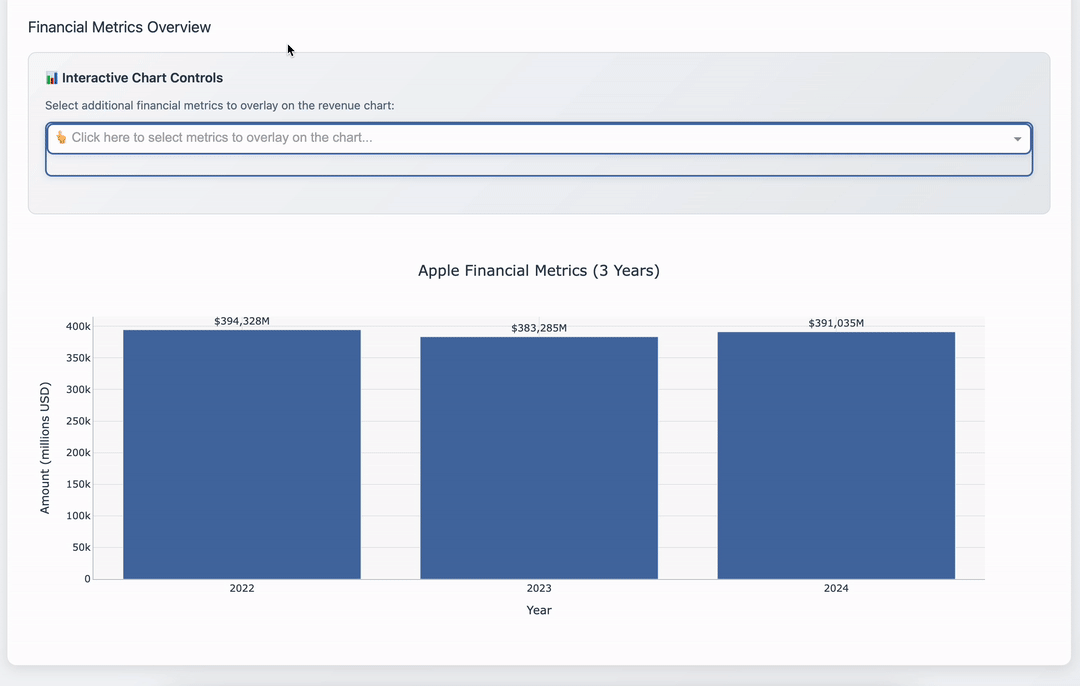 Financial Metrics Overview
📊 Interactive Chart Controls
Select additional financial metrics to overlay on the revenue chart:
👆 Click here to select metrics to overlay on the chart...
Apple Financial Metrics (3 Years)
$394,328M
$383,285M
$391,035M
400k
350k
300k
250k
200k
150k
100k
50k
0
Amount (millions USD)
2022
2023
2024
Year